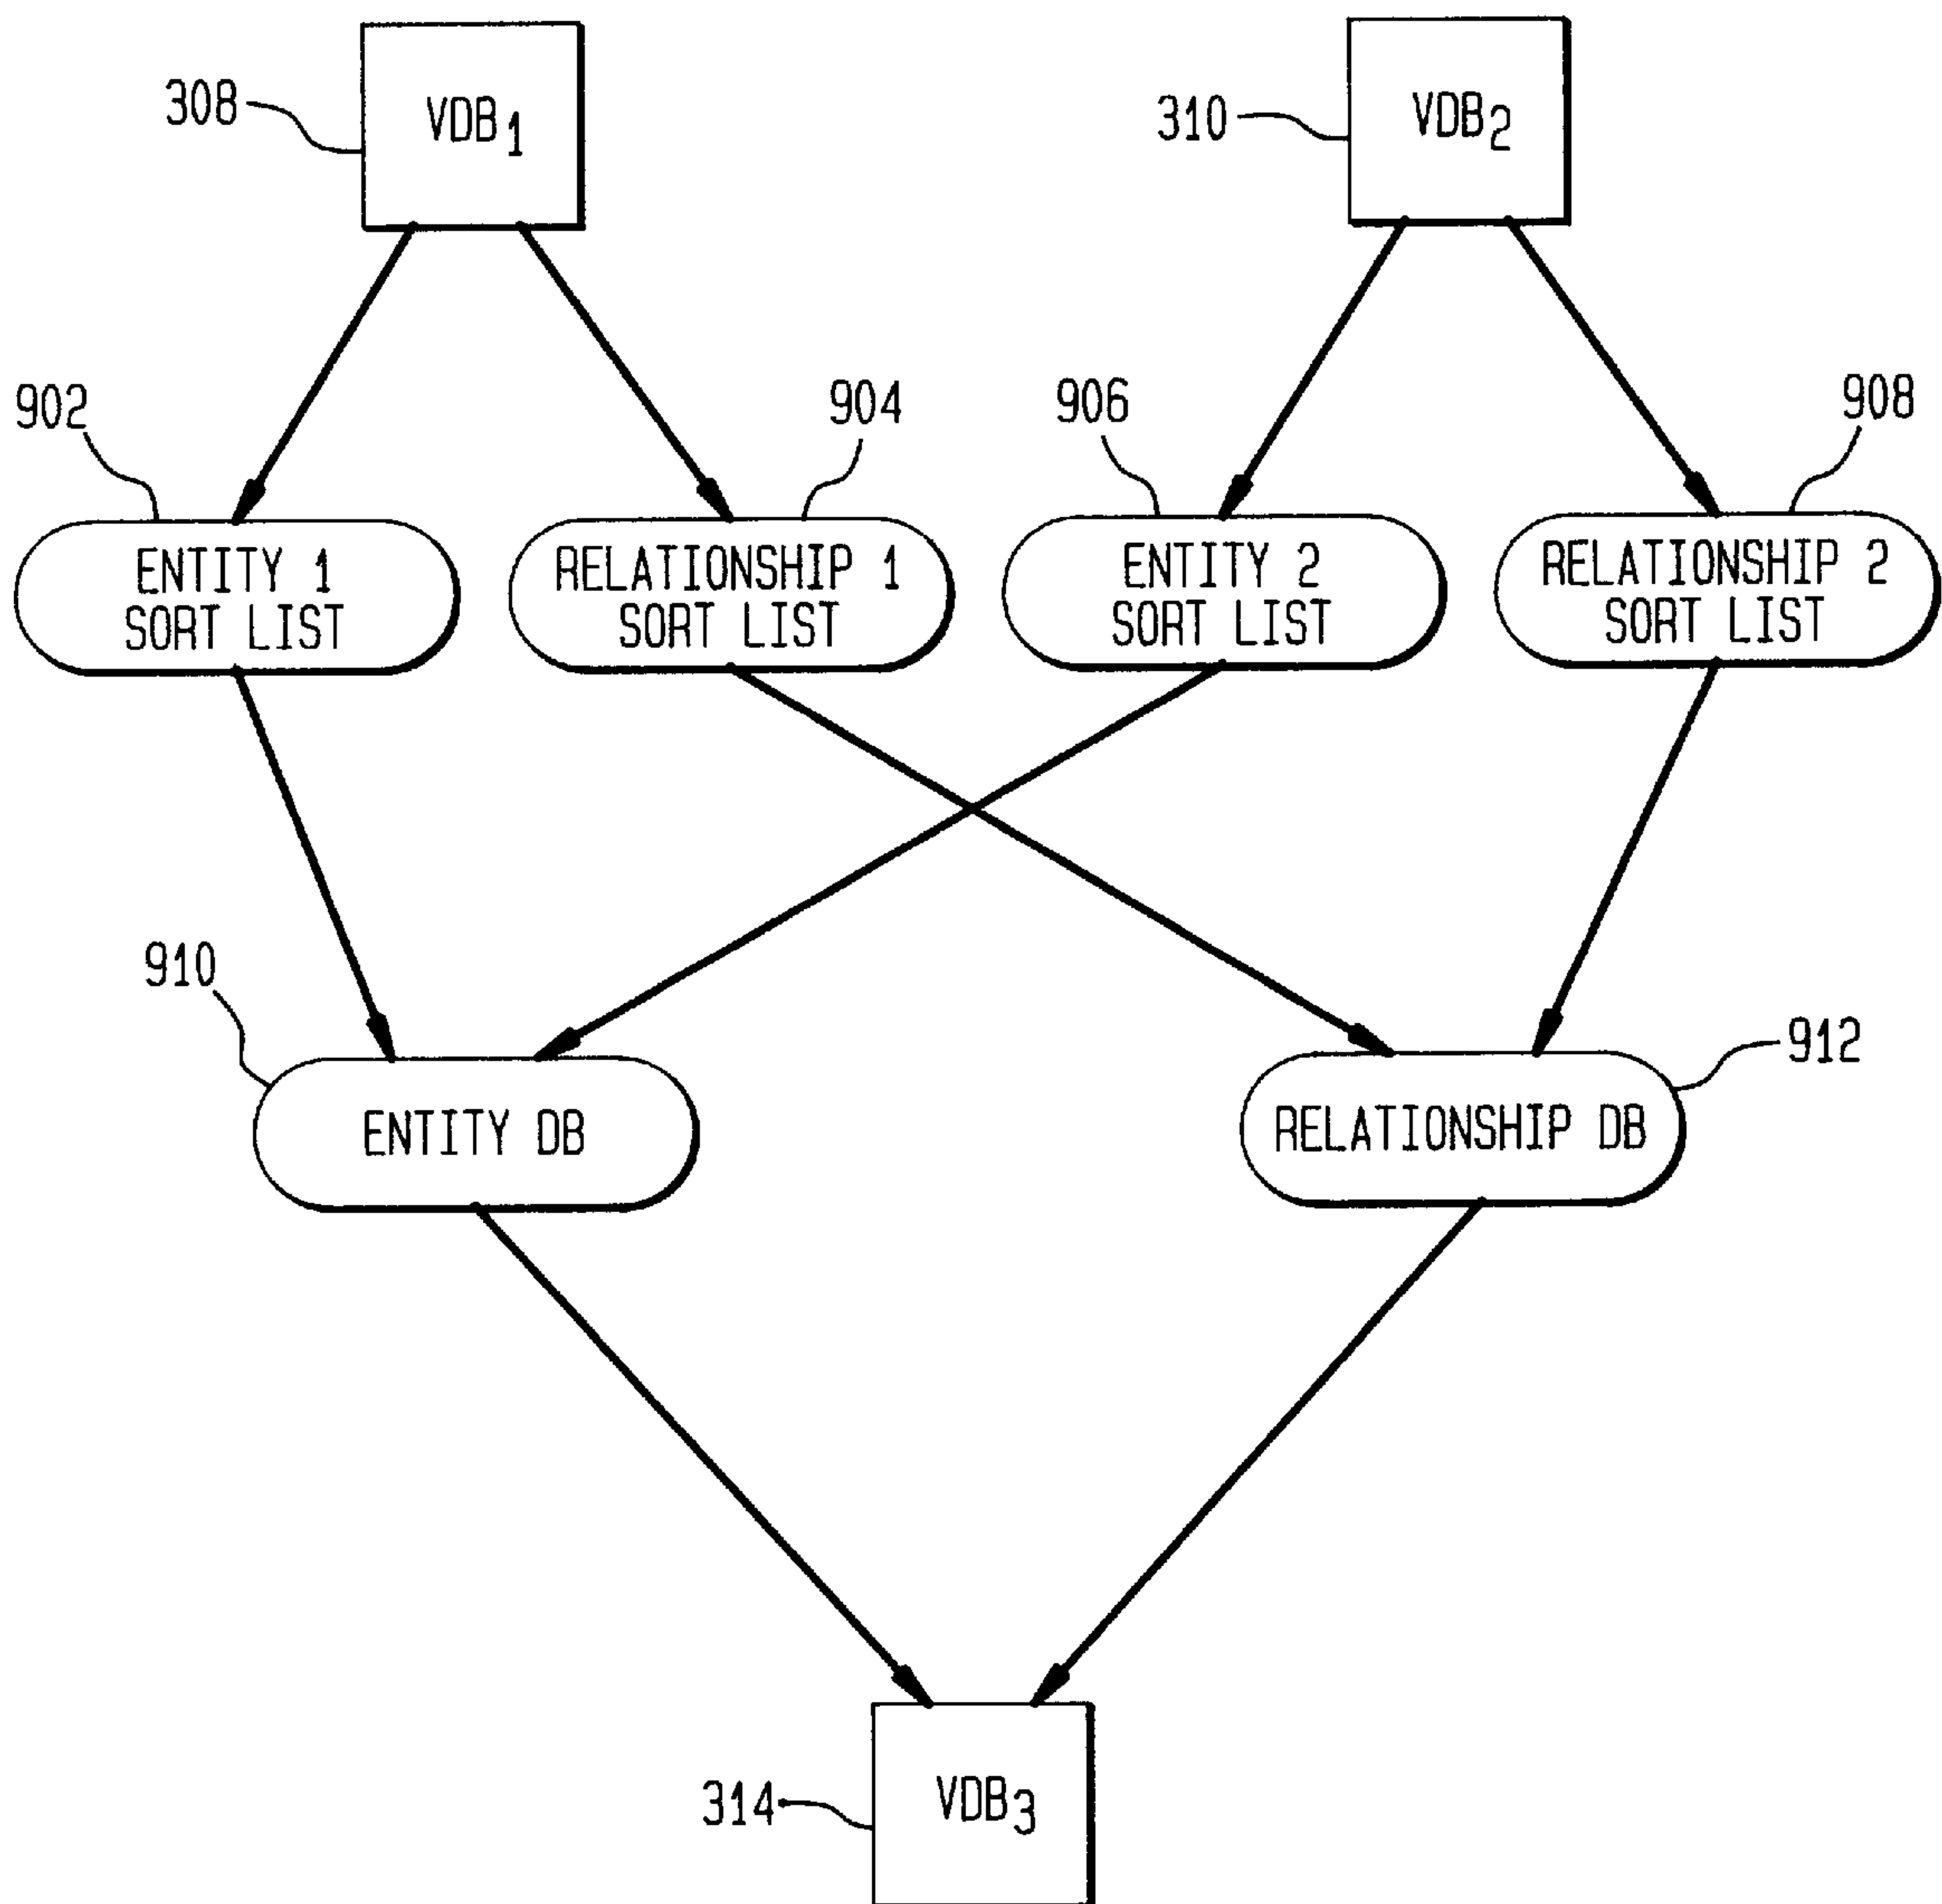 308
VDB1
310
VDB2
902
904
906
908
ENTITY 1
SORT LIST
RELATIONSHIP 1
SORT LIST
ENTITY 2
SORT LIST
RELATIONSHIP 2
SORT LIST
910
912
ENTITY DB
RELATIONSHIP DB
314
VDB3